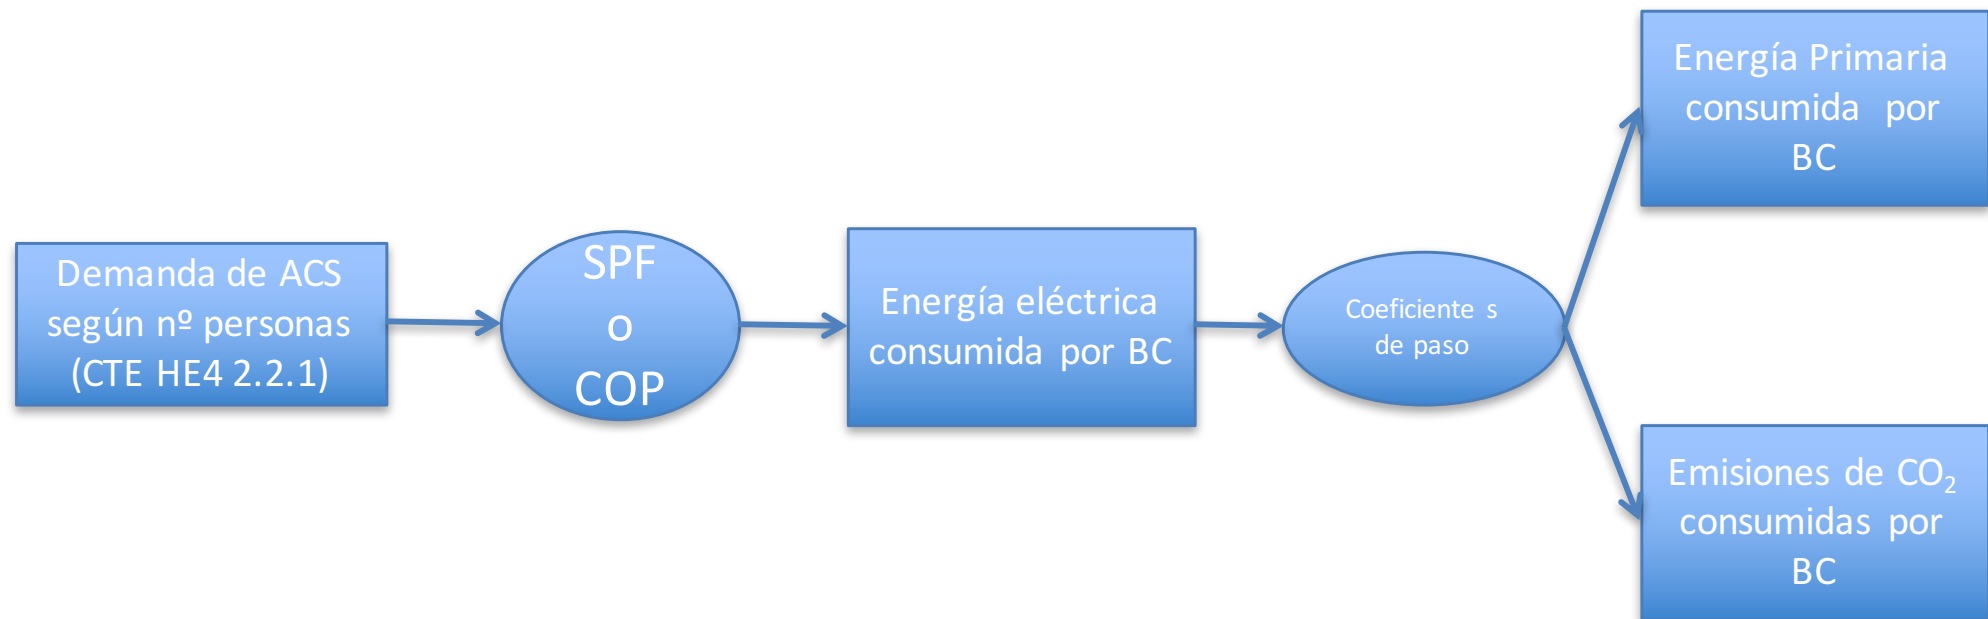 Demanda de ACS
según nº personas
(CTE HE4 2.2.1)
SPF
o
COP
Energía eléctrica
consumida por BC
Coeficiente s
de paso
Energía Primaria
consumida por
BC
Emisiones de CO₂
consumidas por
BC